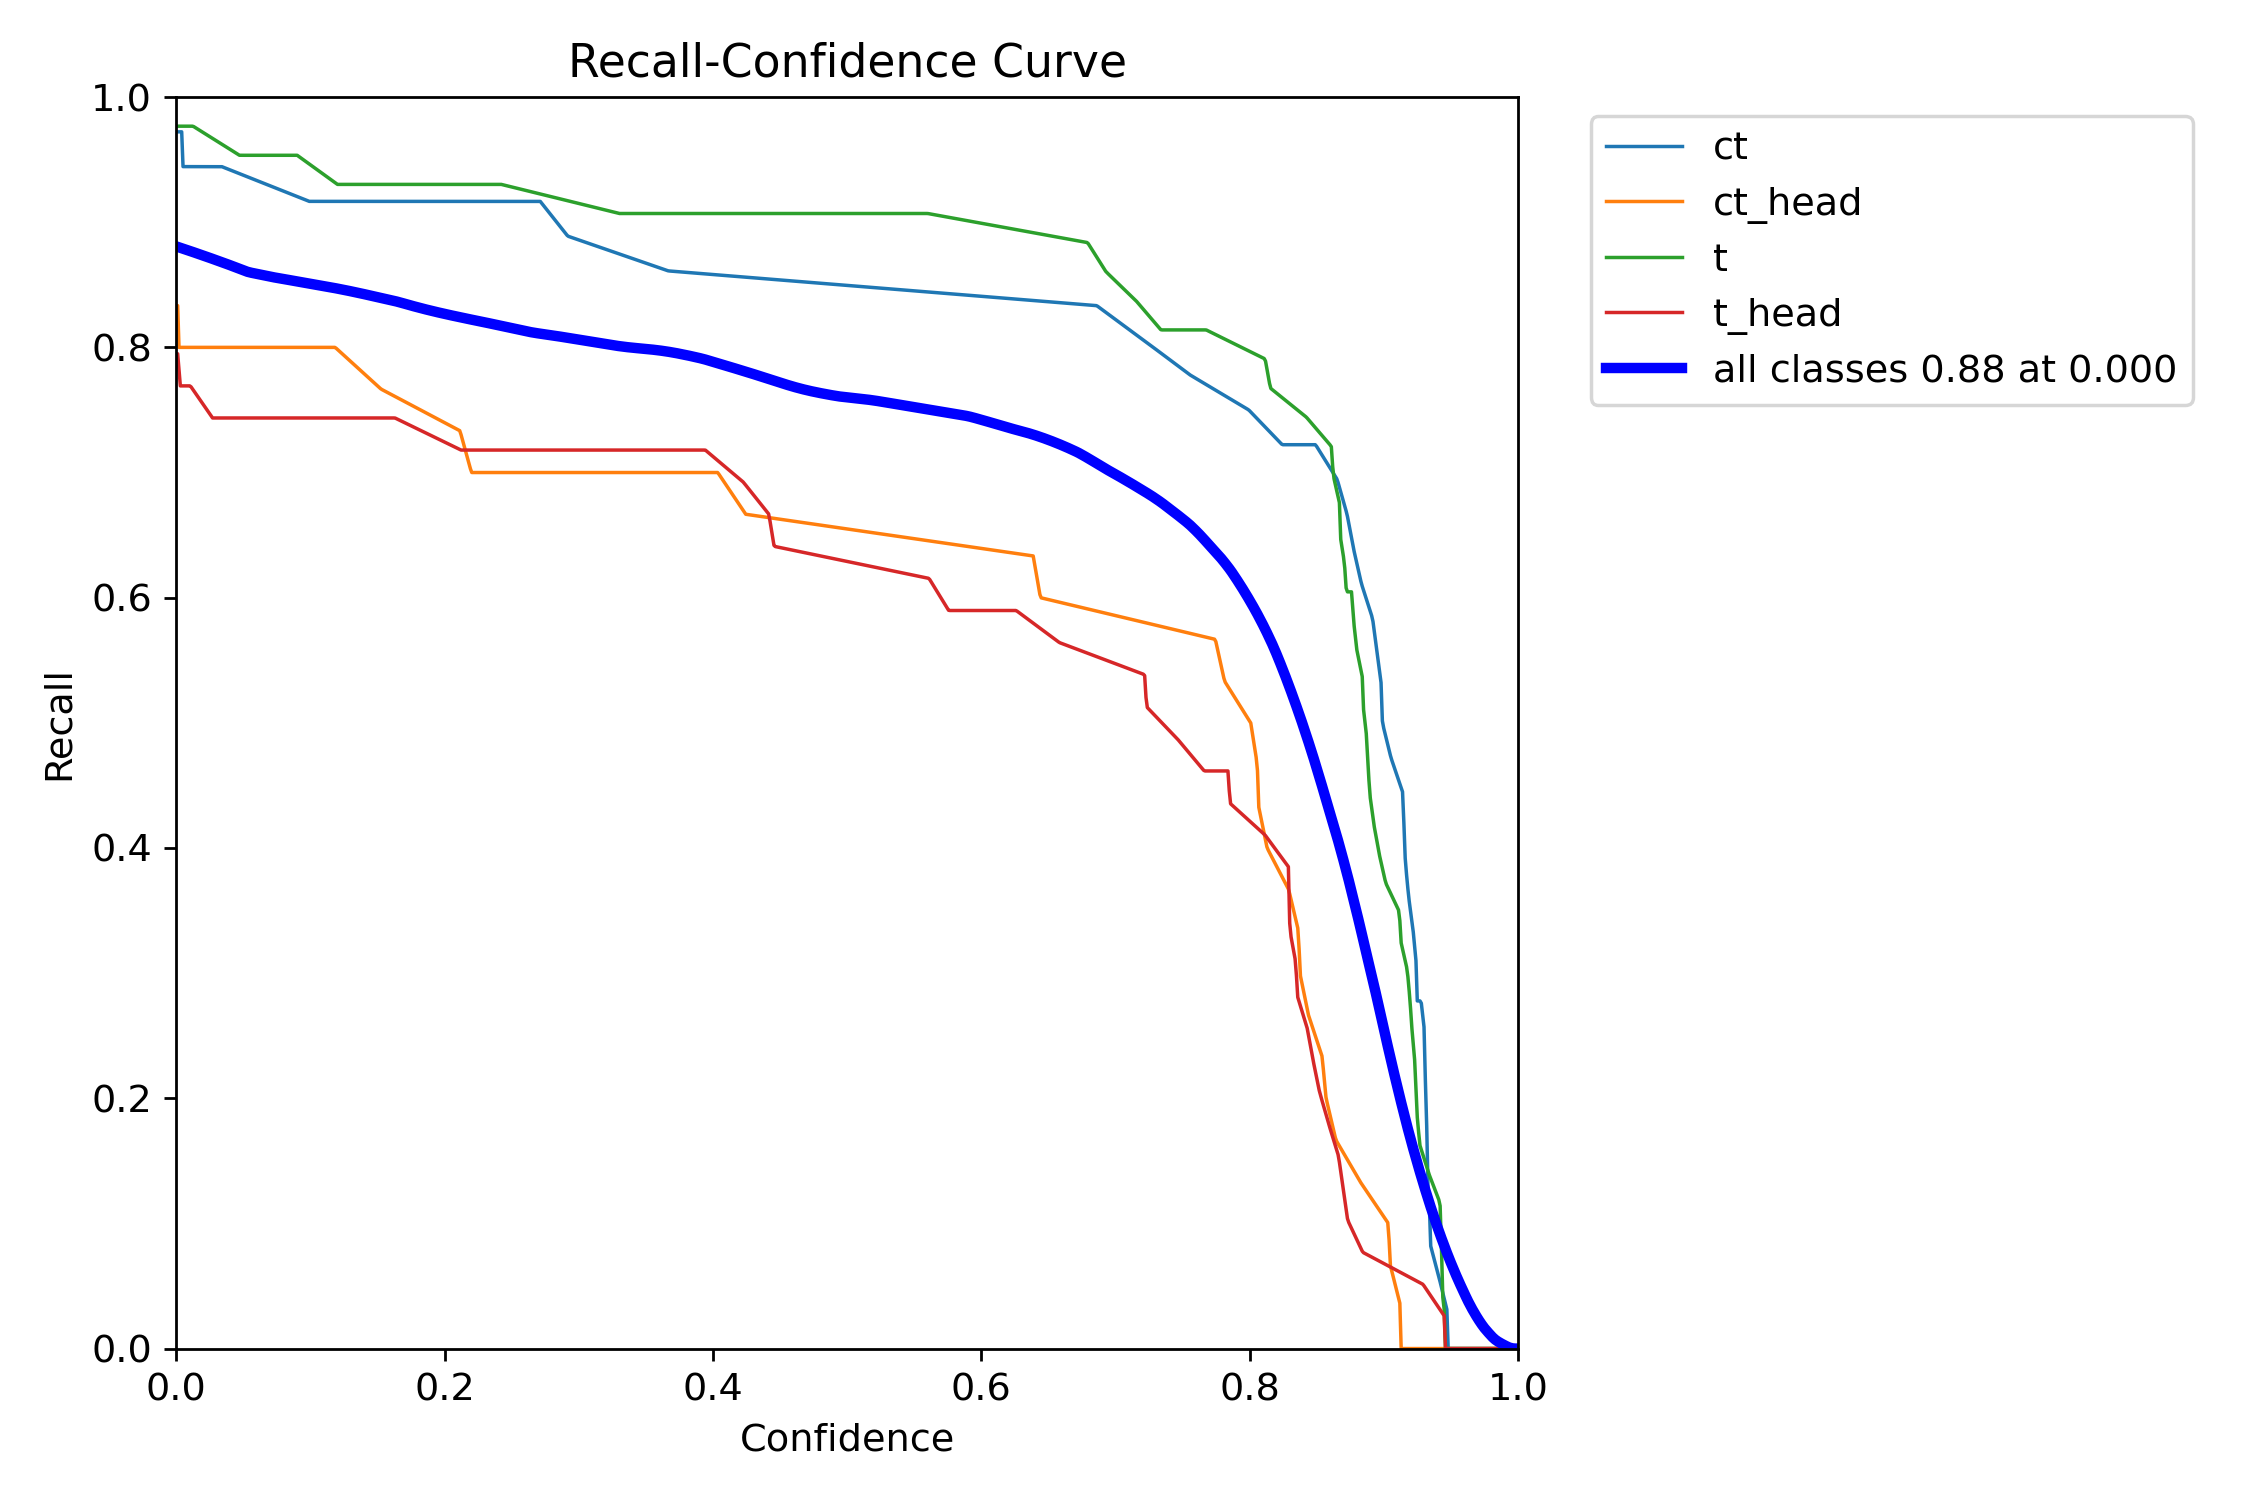 Recall-Confidence Curve
1.0
0.8
0.6
0.4
0.2
0.0
Recall
0.0 0.2 0.4 0.6 0.8 1.0
Confidence
ct
ct_head
t
t_head
all classes 0.88 at 0.000